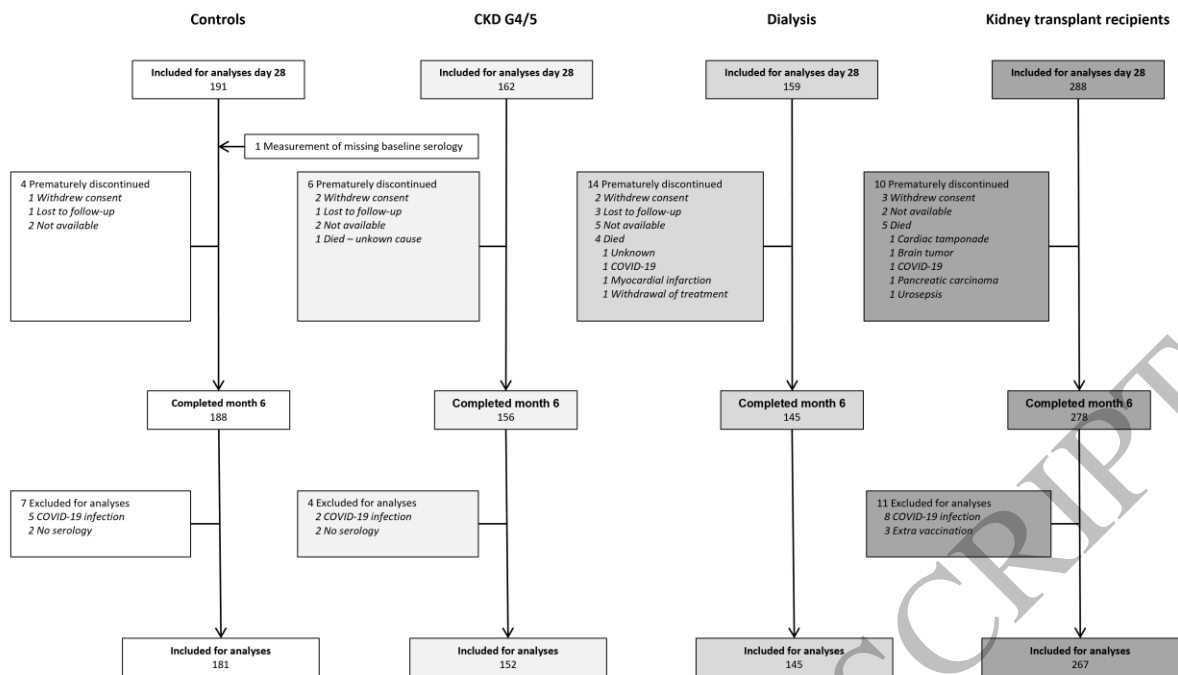 Controls
CKD G4/5
Dialysis
Kidney transplant recipients
Included for analyses day 28
191
Included for analyses day 28
162
Included for analyses day 28
159
Included for analyses day 28
288
1 Measurement of missing baseline serology
4 Prematurely discontinued
1 Withdrew consent
1 Lost to follow-up
2 Not available
6 Prematurely discontinued
2 Withdrew consent
1 Lost to follow-up
2 Not available
1 Died – unkown cause
14 Prematurely discontinued
2 Withdrew consent
3 Lost to follow-up
5 Not available
4 Died
1 Unknown
1 COVID-19
1 Myocardial infarction
1 Withdrawal of treatment
10 Prematurely discontinued
3 Withdrew consent
2 Not available
5 Died
1 Cardiac tamponade
1 Brain tumor
1 COVID-19
1 Pancreatic carcinoma
1 Urosepsis
Completed month 6
188
Completed month 6
156
Completed month 6
145
Completed month 6
278
7 Excluded for analyses
5 COVID-19 infection
2 No serology
4 Excluded for analyses
2 COVID-19 infection
2 No serology
11 Excluded for analyses
8 COVID-19 infection
3 Extra vaccination
Included for analyses
181
Included for analyses
152
Included for analyses
145
Included for analyses
267
SCRIPT